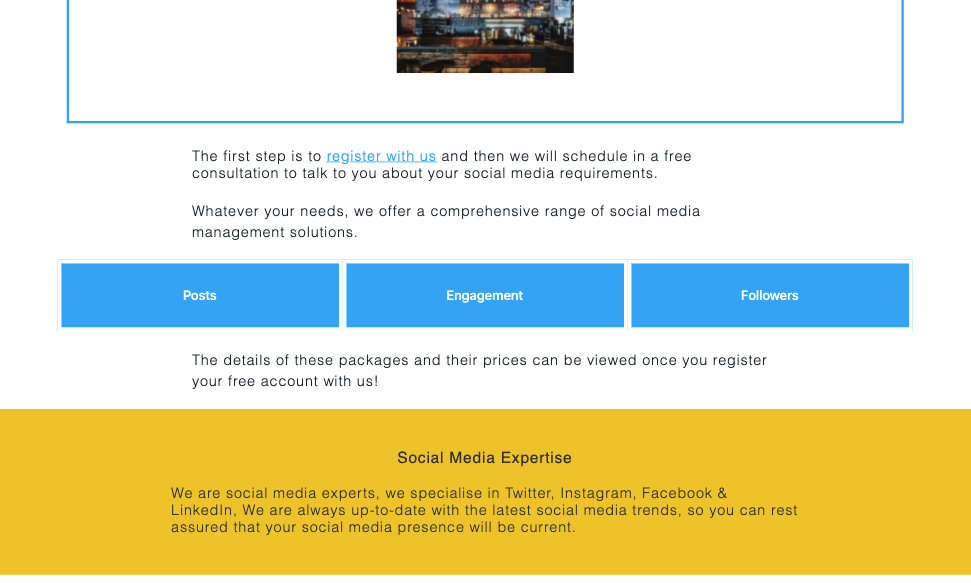 The first step is to register with us and then we will schedule in a free
consultation to talk to you about your social media requirements.
Whatever your needs, we offer a comprehensive range of social media
management solutions.
Posts
Engagement
Followers
The details of these packages and their prices can be viewed once you register
your free account with us!
Social Media Expertise
We are social media experts, we specialise in Twitter, Instagram, Facebook &
LinkedIn, We are always up-to-date with the latest social media trends, so you can rest
assured that your social media presence will be current.